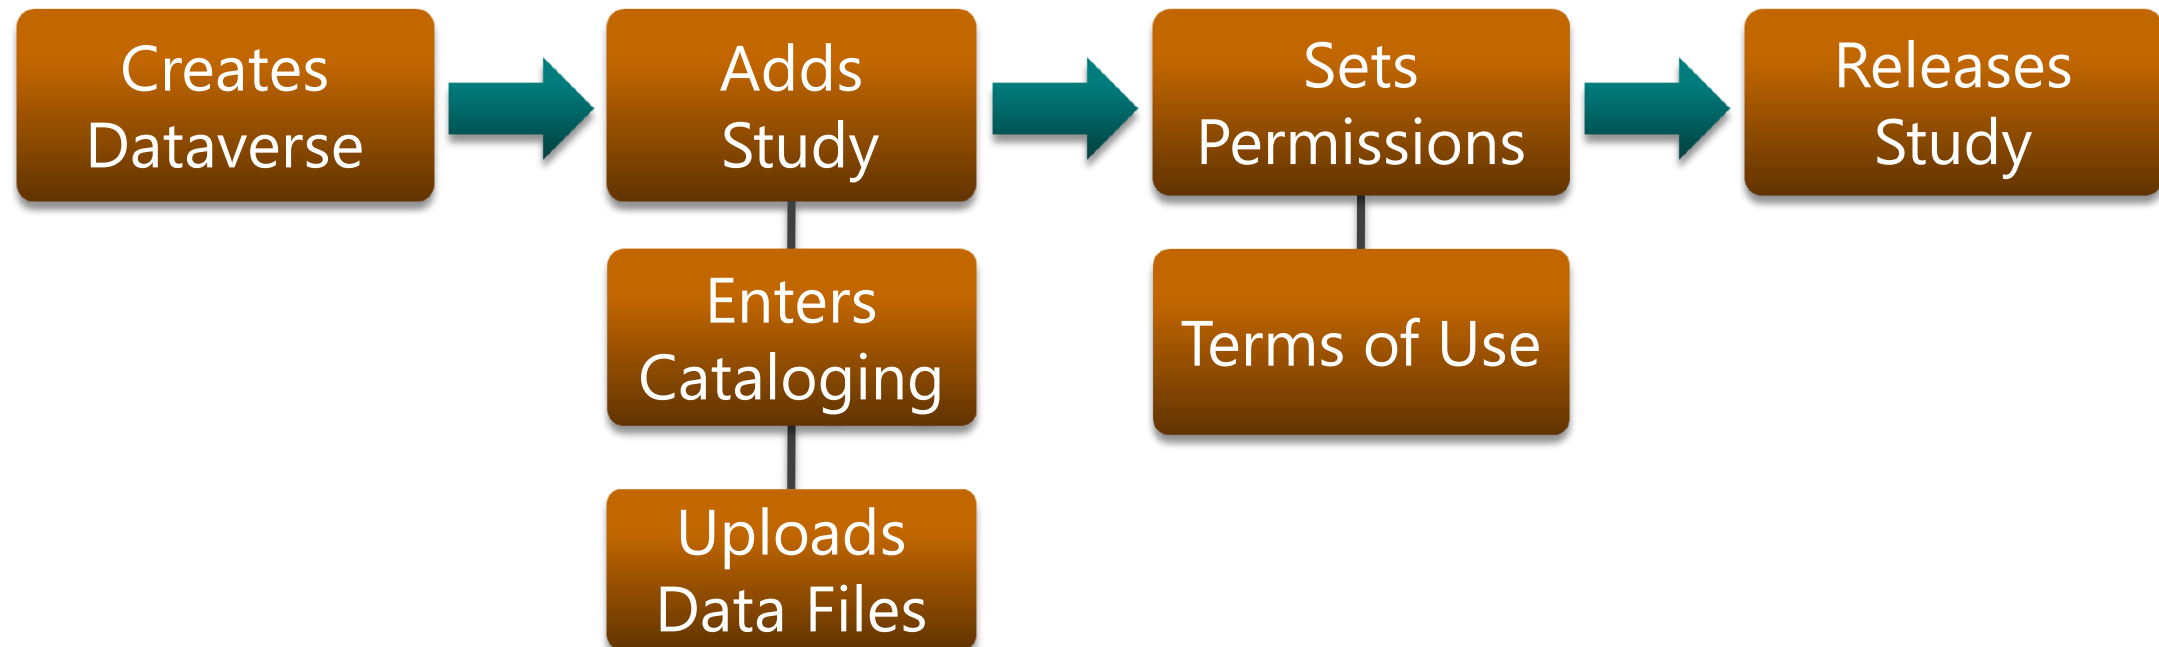 Creates
Dataverse
Adds
Study
Sets
Permissions
Releases
Study
Enters
Cataloging
Terms of Use
Uploads
Data Files